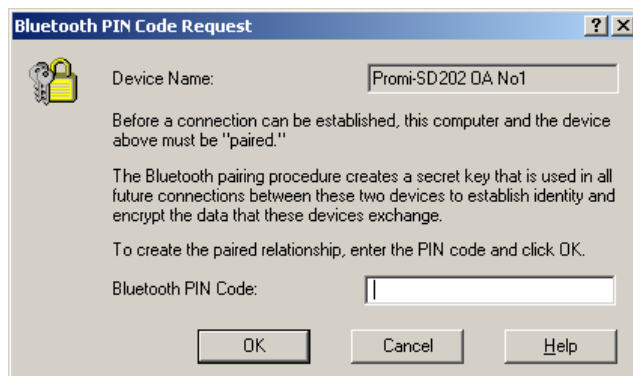 Bluetooth PIN Code Request
Device Name: Promi-SD202 OA No1
Before a connection can be established, this computer and the device
above must be "paired."
The Bluetooth pairing procedure creates a secret key that is used in all
future connections between these two devices to establish identity and
encrypt the data that these devices exchange.
To create the paired relationship, enter the PIN code and click OK.
Bluetooth PIN Code:
OK Cancel Help